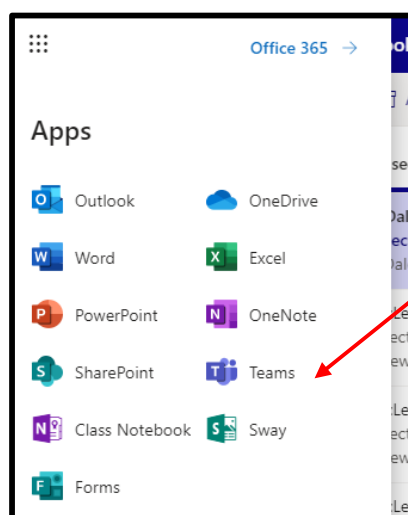 Office 365 →
Apps
Outlook
OneDrive
Word
Excel
PowerPoint
OneNote
SharePoint
Teams
Class Notebook
Sway
Forms